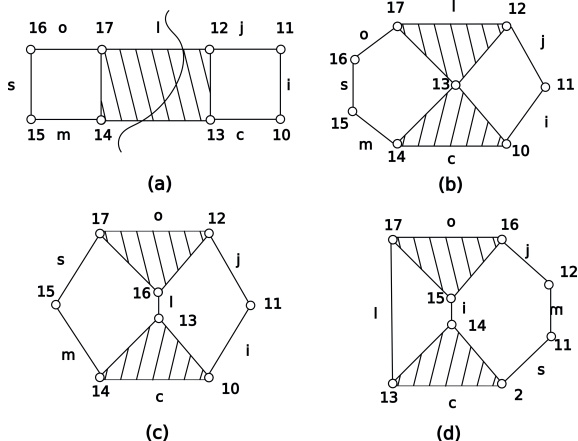 16 o 17 l 12 j 11
s i
15 m 14 13 c 10
(a)
17 l 12
16 j
13
s 11
15 i
m 14 c 10
(b)
17 o 12
s j
15 16 l 11
13
m i
14 c 10
(c)
17 o 16
j
12
15 i
l 14 m
11
s
13 c 2
(d)